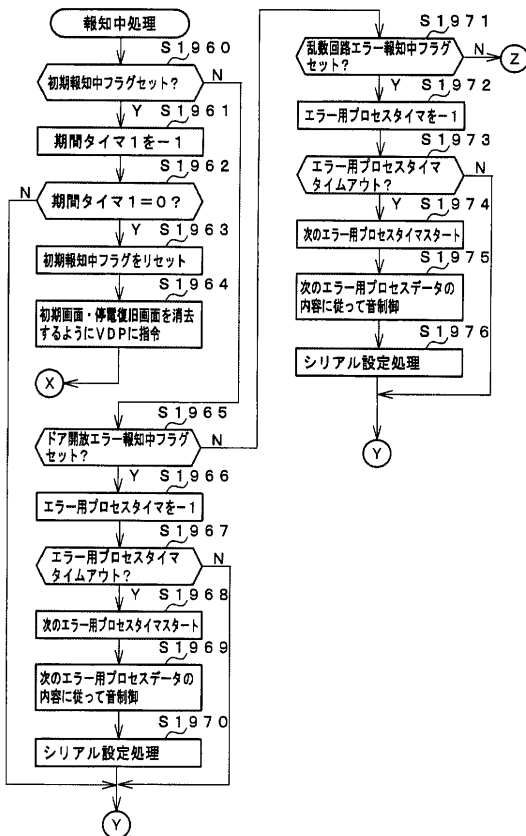 報知中処理
S1960
初期報知中フラグセット?
N
Y
S1961
期間タイマ1を−1
S1962
N
期間タイマ1=0?
Y
S1963
初期報知中フラグをリセット
S1964
初期画面・停電復旧画面を消去
するようにVDPに指令
X
S1965
ドア開放エラー報知中フラグ
セット?
N
Y
S1966
エラー用プロセスタイマを−1
S1967
エラー用プロセスタイマ
タイムアウト?
N
Y
S1968
次のエラー用プロセスタイマスタート
S1969
次のエラー用プロセスデータの
内容に従って音制御
S1970
シリアル設定処理
Y
S1971
乱数回路エラー報知中フラグ
セット?
N
Z
Y
S1972
エラー用プロセスタイマを−1
S1973
エラー用プロセスタイマ
タイムアウト?
N
Y
S1974
次のエラー用プロセスタイマスタート
S1975
次のエラー用プロセスデータの
内容に従って音制御
S1976
シリアル設定処理
Y